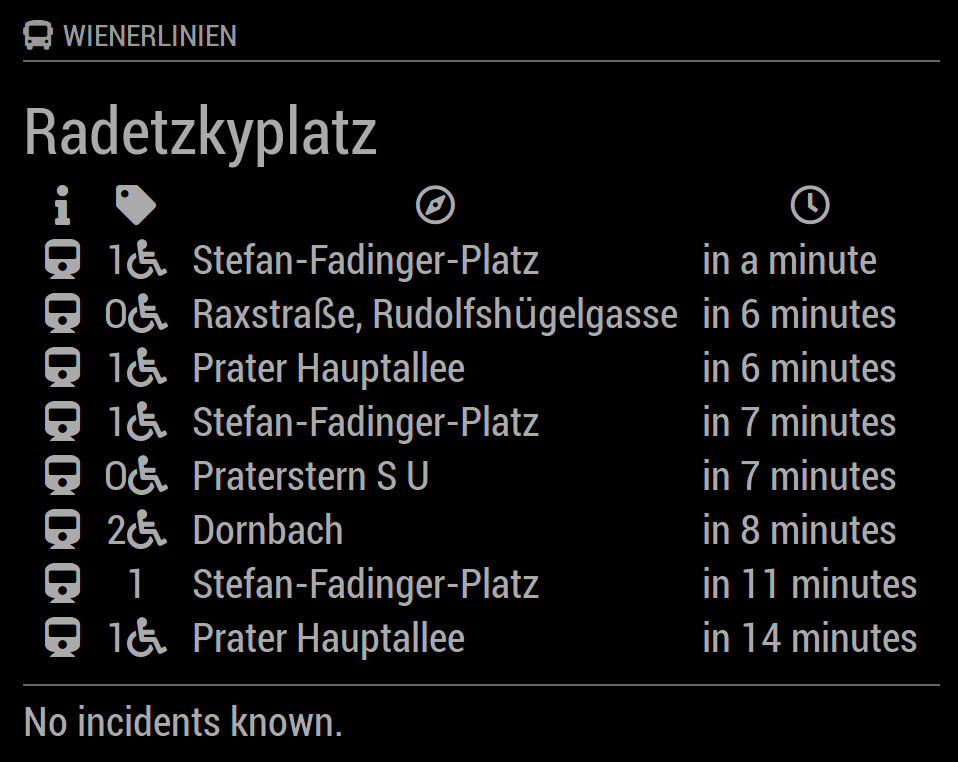 WIENERLINIEN
Radetzkyplatz
1 Stefan-Fadinger-Platz in a minute
O Raxstraße, Rudolfshügelgasse in 6 minutes
1 Prater Hauptallee in 6 minutes
1 Stefan-Fadinger-Platz in 7 minutes
O Praterstern S U in 7 minutes
2 Dornbach in 8 minutes
1 Stefan-Fadinger-Platz in 11 minutes
1 Prater Hauptallee in 14 minutes
No incidents known.